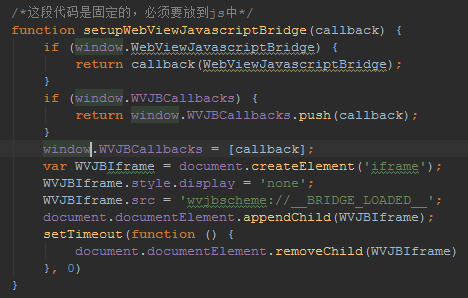 /*这段代码是固定的，必须要放到js中*/
function setupWebViewJavascriptBridge(callback) {
    if (window.WebViewJavascriptBridge) {
        return callback(WebViewJavascriptBridge);
    }
    if (window.WVJBCallbacks) {
        return window.WVJBCallbacks.push(callback);
    }
    window.WVJBCallbacks = [callback];
    var WVJBIframe = document.createElement('iframe');
    WVJBIframe.style.display = 'none';
    WVJBIframe.src = 'wvjbscheme://__BRIDGE_LOADED__';
    document.documentElement.appendChild(WVJBIframe);
    setTimeout(function () {
        document.documentElement.removeChild(WVJBIframe)
    }, 0)
}